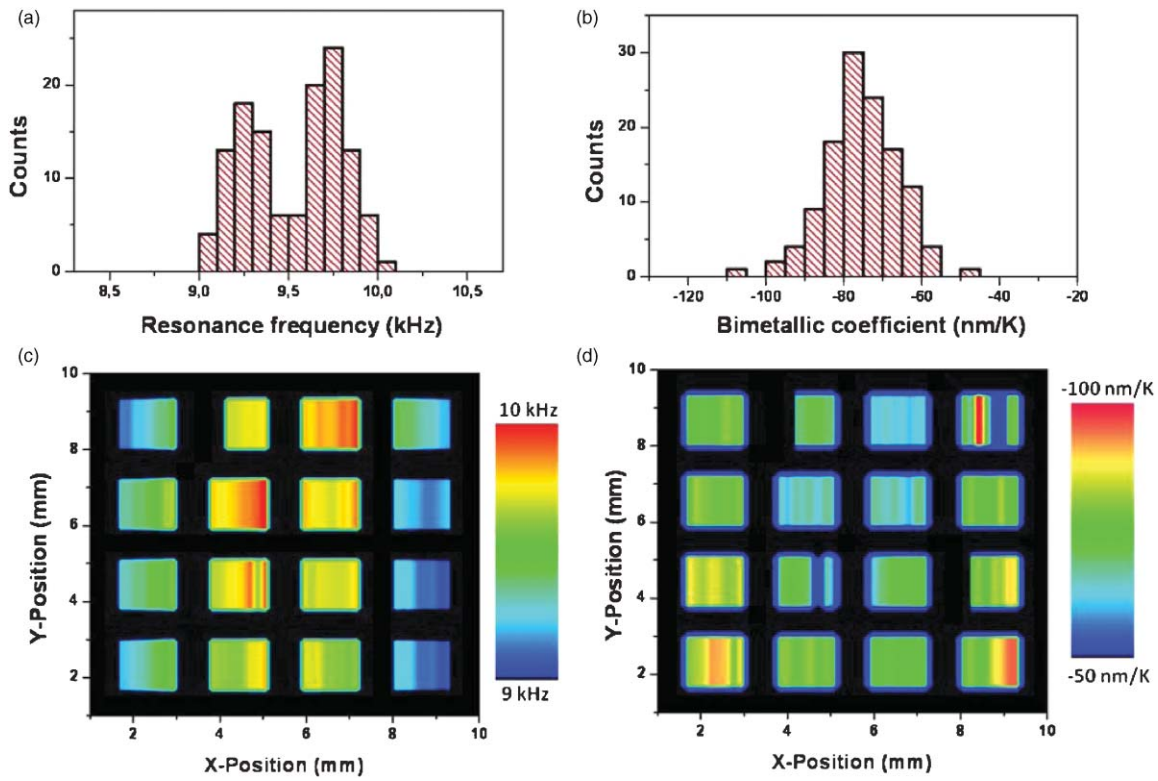 (a)
Counts
20
10
0
8,5 9,0 9,5 10,0 10,5
Resonance frequency (kHz)
(b)
Counts
30
20
10
0
-120 -100 -80 -60 -40 -20
Bimetallic coefficient (nm/K)
(c)
Y-Position (mm)
10
8
6
4
2
2 4 6 8 10
X-Position (mm)
10 kHz
9 kHz
(d)
Y-Position (mm)
10
8
6
4
2
2 4 6 8 10
X-Position (mm)
-100 nm/K
-50 nm/K